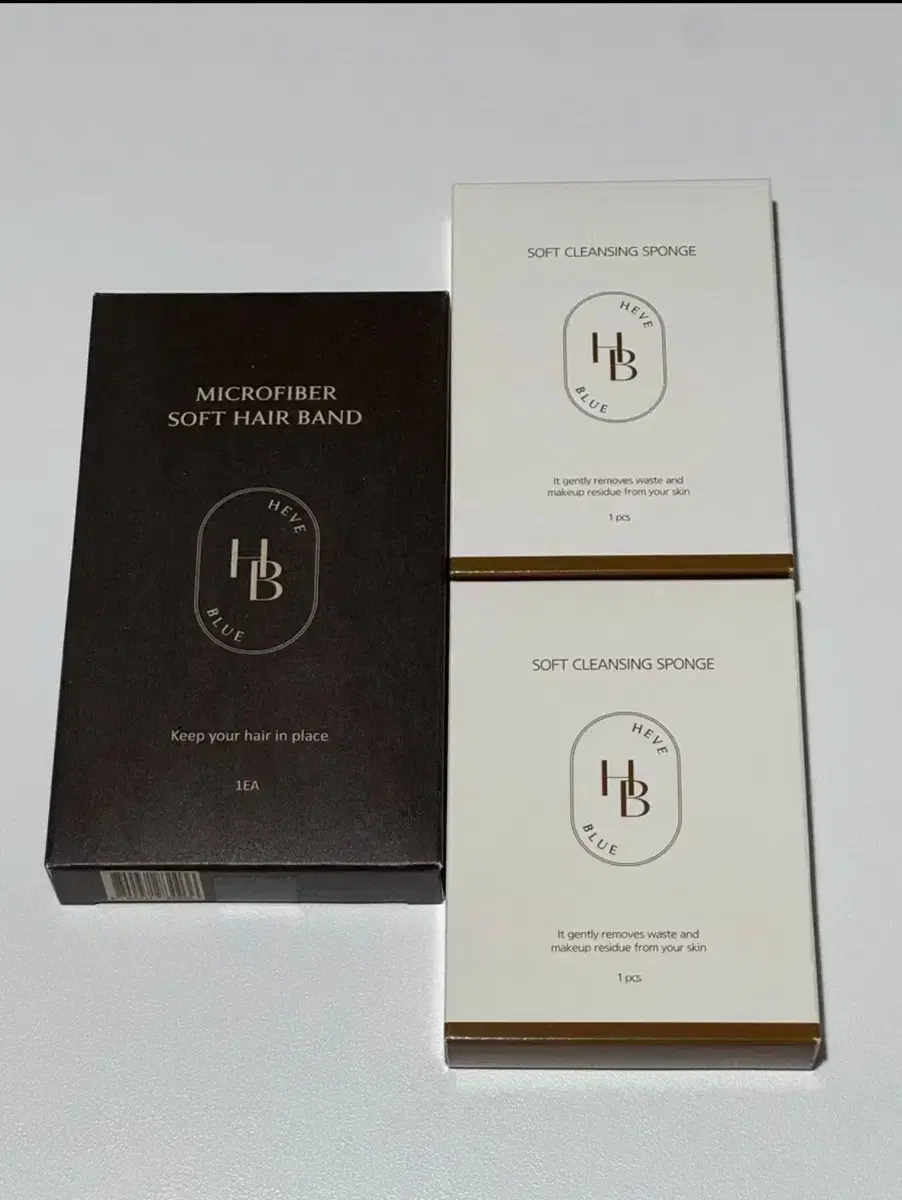 MICROFIBER
SOFT HAIR BAND
HEVE
HB
BLUE
Keep your hair in place
1EA
SOFT CLEANSING SPONGE
HEVE
HB
BLUE
It gently removes waste and
makeup residue from your skin
1 pcs
SOFT CLEANSING SPONGE
HEVE
HB
BLUE
It gently removes waste and
makeup residue from your skin
1 pcs